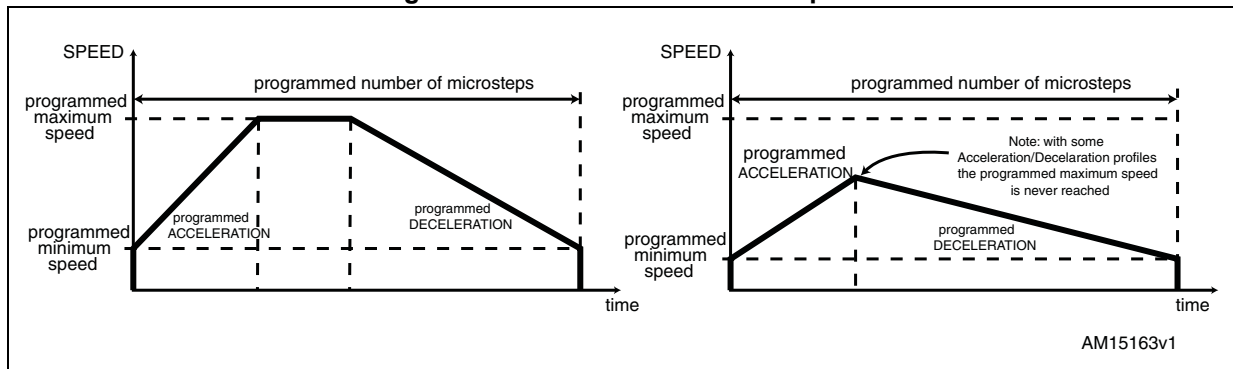 SPEED
programmed number of microsteps
programmed
maximum
speed
programmed
ACCELERATION
programmed
DECELERATION
programmed
minimum
speed
time
SPEED
programmed number of microsteps
programmed
maximum
speed
Note: with some
Acceleration/Decelaration profiles
the programmed maximum speed
is never reached
programmed
ACCELERATION
programmed
DECELERATION
programmed
minimum
speed
time
AM15163v1